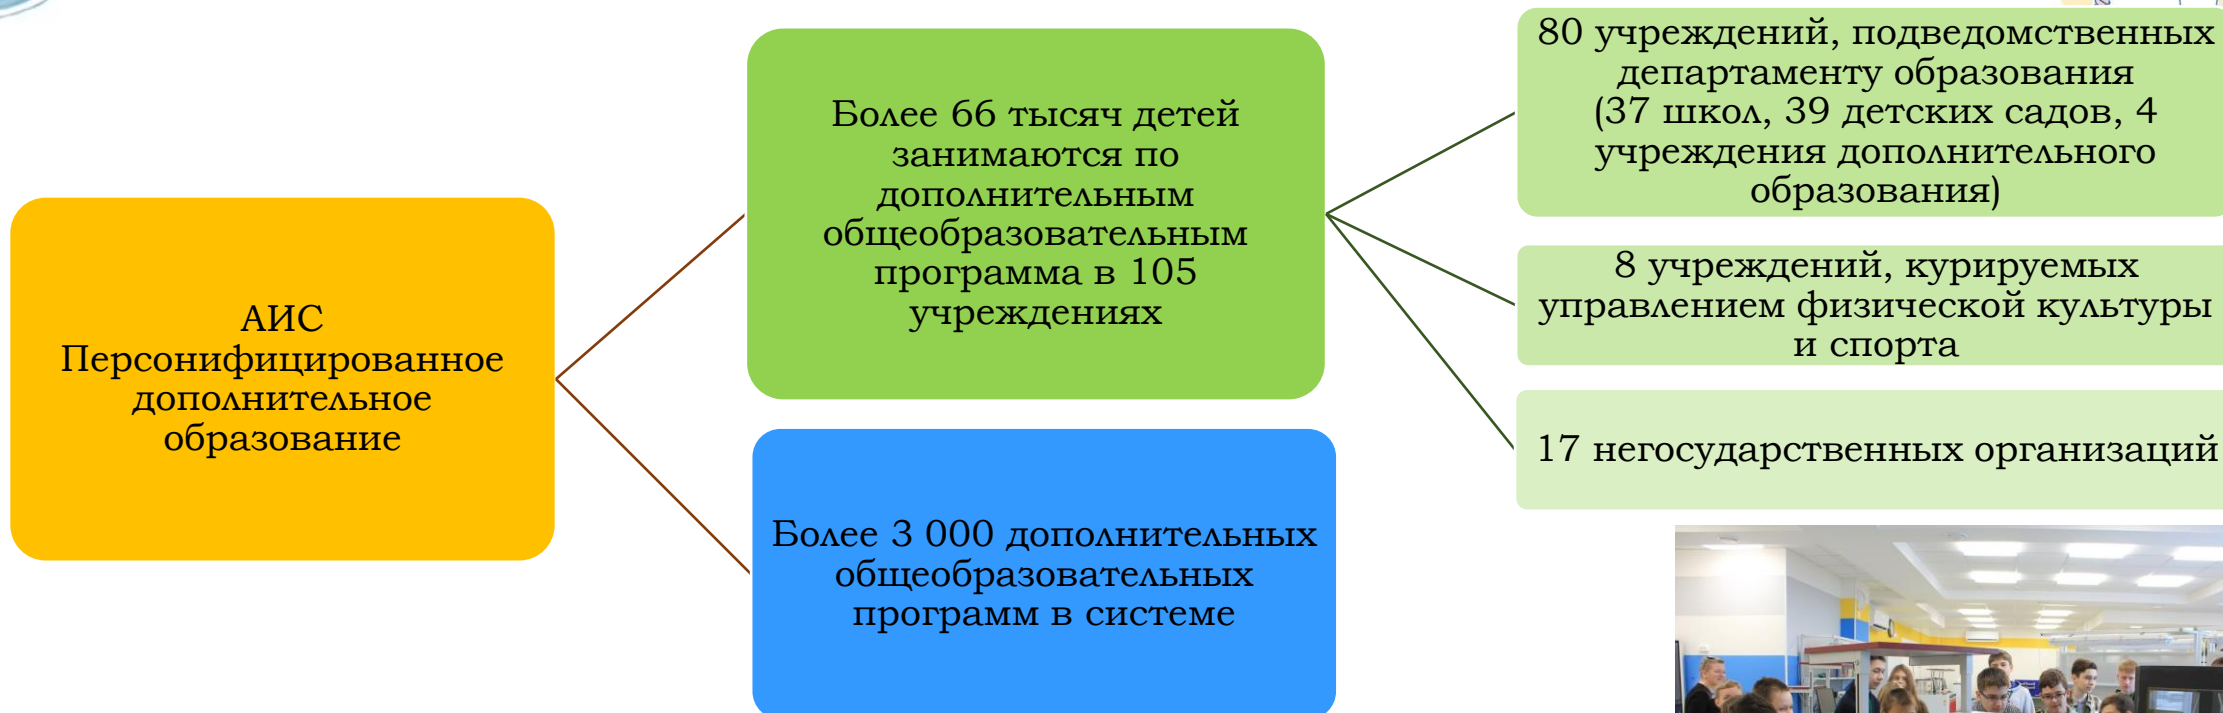 АИС
Персонифицированное
дополнительное
образование
Более 66 тысяч детей
занимаются по
дополнительным
общеобразовательным
программа в 105
учреждениях
Более 3 000 дополнительных
общеобразовательных
программ в системе
80 учреждений, подведомственных
департаменту образования
(37 школ, 39 детских садов, 4
учреждения дополнительного
образования)
8 учреждений, курируемых
управлением физической культуры
и спорта
17 негосударственных организаций